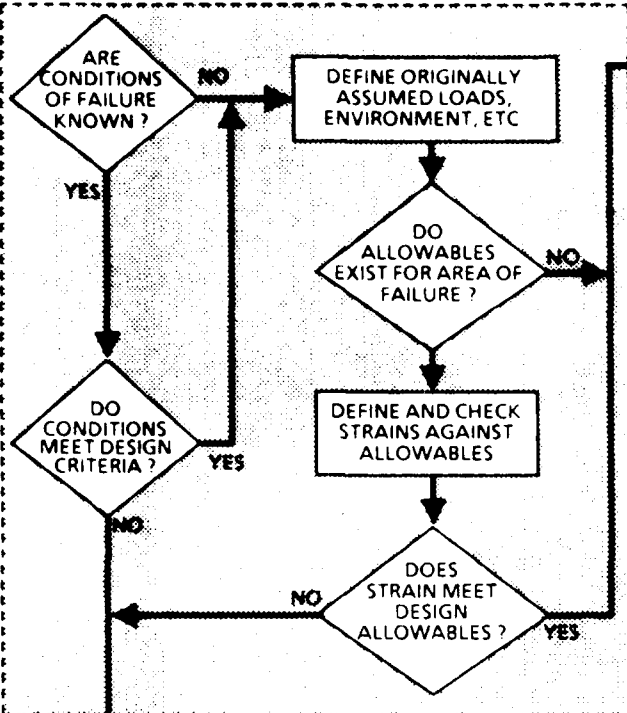 ARE
CONDITIONS
OF FAILURE
KNOWN ?
NO
YES
DEFINE ORIGINALLY
ASSUMED LOADS,
ENVIRONMENT, ETC
DO
ALLOWABLES
EXIST FOR AREA OF
FAILURE ?
NO
DO
CONDITIONS
MEET DESIGN
CRITERIA ?
YES
NO
DEFINE AND CHECK
STRAINS AGAINST
ALLOWABLES
DOES
STRAIN MEET
DESIGN
ALLOWABLES ?
NO
YES